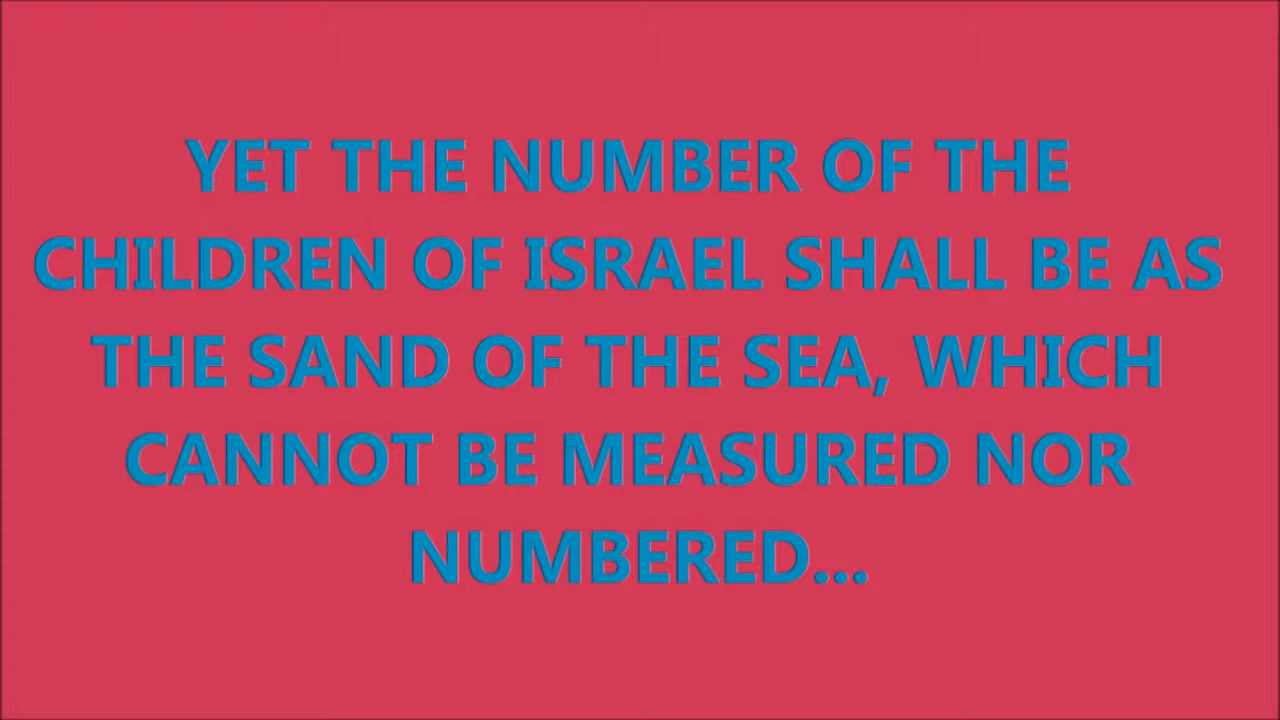 YET THE NUMBER OF THE
CHILDREN OF ISRAEL SHALL BE AS
THE SAND OF THE SEA, WHICH
CANNOT BE MEASURED NOR
NUMBERED...